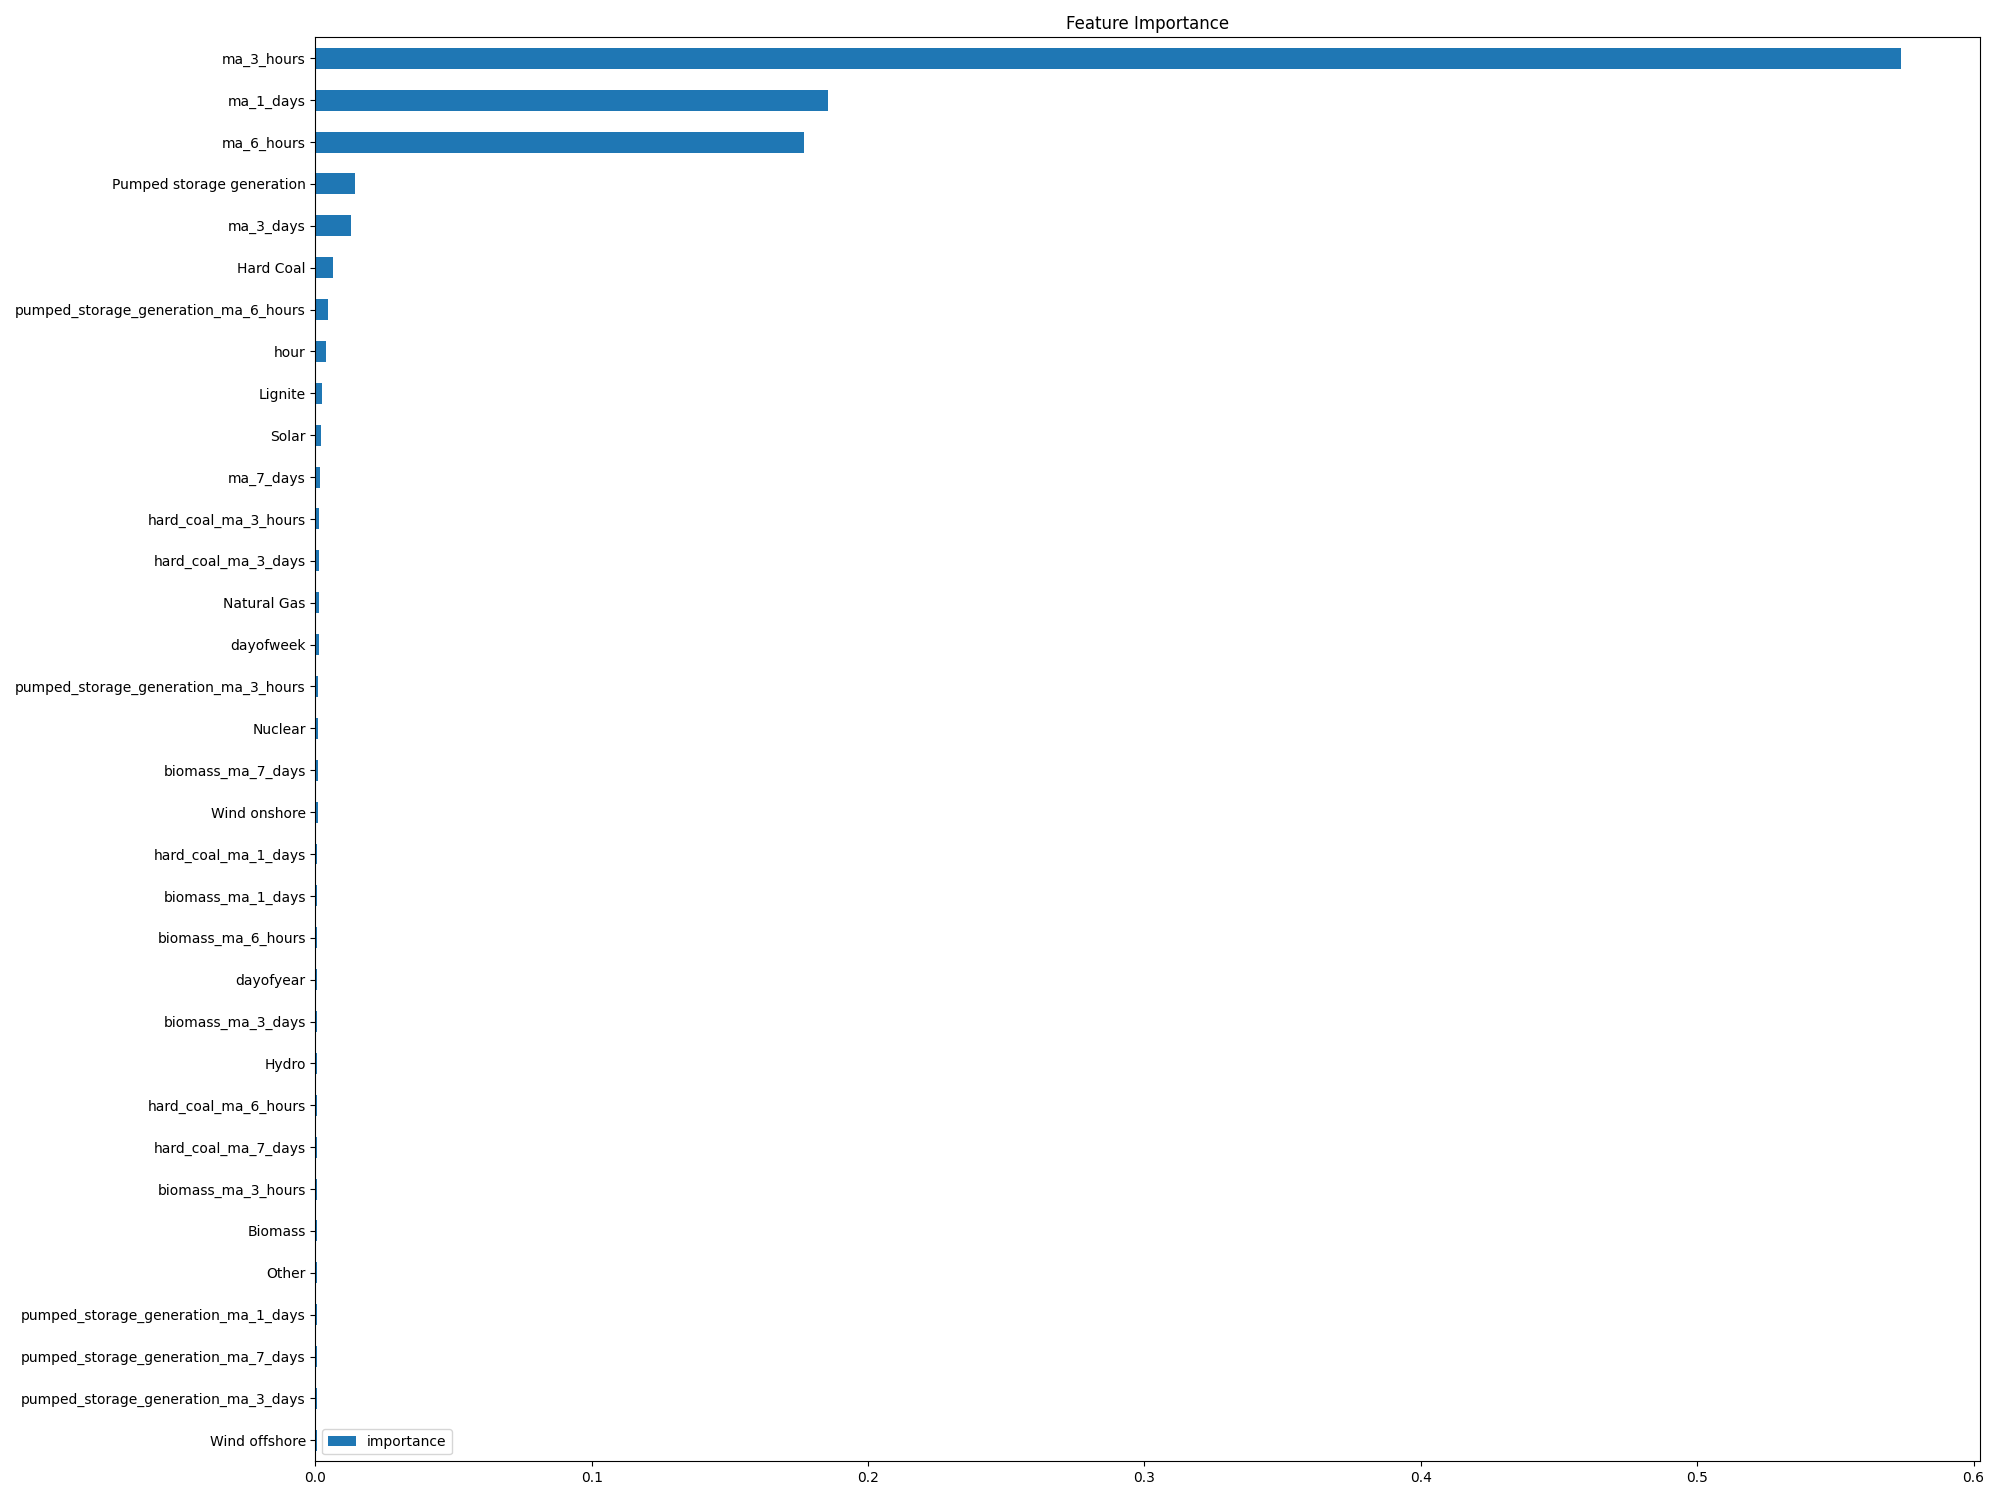 Feature Importance
ma_3_hours
ma_1_days
ma_6_hours
Pumped storage generation
ma_3_days
Hard Coal
pumped_storage_generation_ma_6_hours
hour
Lignite
Solar
ma_7_days
hard_coal_ma_3_hours
hard_coal_ma_3_days
Natural Gas
dayofweek
pumped_storage_generation_ma_3_hours
Nuclear
biomass_ma_7_days
Wind onshore
hard_coal_ma_1_days
biomass_ma_1_days
biomass_ma_6_hours
dayofyear
biomass_ma_3_days
Hydro
hard_coal_ma_6_hours
hard_coal_ma_7_days
biomass_ma_3_hours
Biomass
Other
pumped_storage_generation_ma_1_days
pumped_storage_generation_ma_7_days
pumped_storage_generation_ma_3_days
Wind offshore
importance
0.0 0.1 0.2 0.3 0.4 0.5 0.6